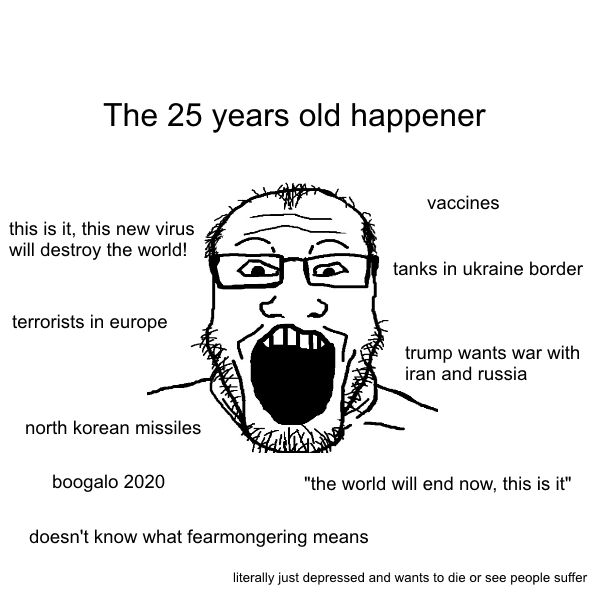 The 25 years old happener
vaccines
this is it, this new virus
will destroy the world!
tanks in ukraine border
terrorists in europe
trump wants war with
iran and russia
north korean missiles
boogalo 2020
"the world will end now, this is it"
doesn't know what fearmongering means
literally just depressed and wants to die or see people suffer